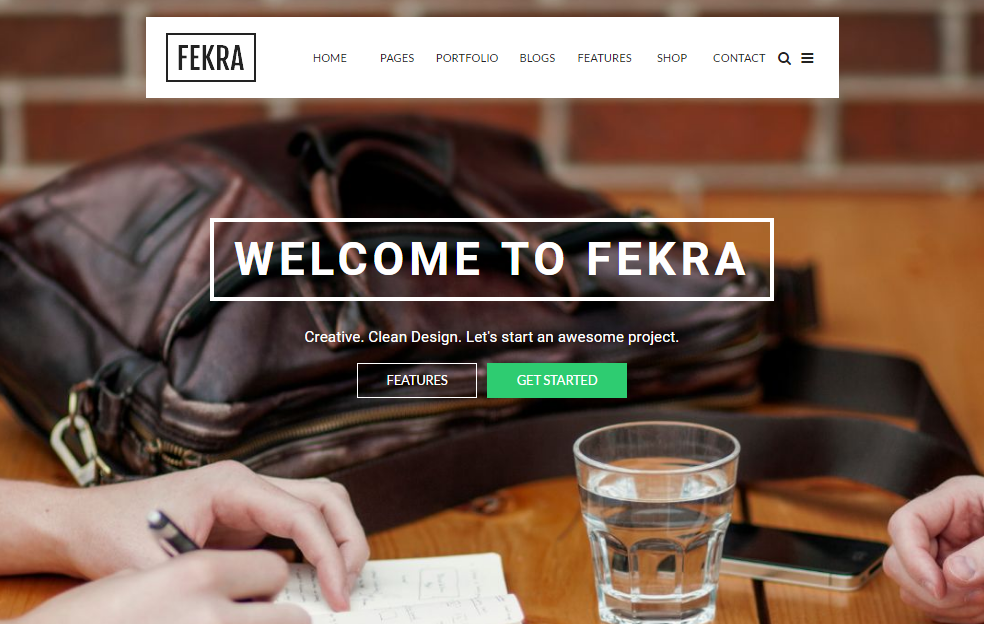 FEKRA
HOME PAGES PORTFOLIO BLOGS FEATURES SHOP CONTACT
WELCOME TO FEKRA
Creative. Clean Design. Let's start an awesome project.
FEATURES GET STARTED